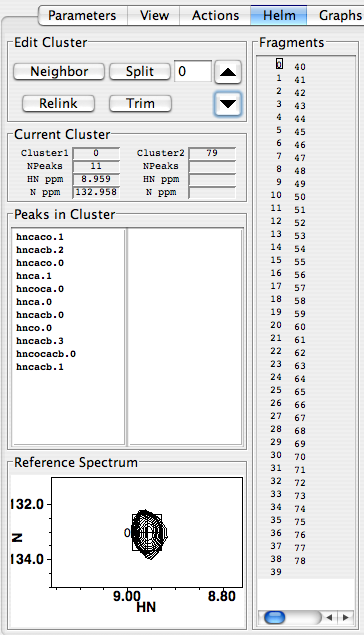 Parameters View Actions Helm Graphs
Edit Cluster
Neighbor Split 0
Relink Trim
Current Cluster
Cluster1 0 Cluster2 79
NPeaks 11 NPeaks
HN ppm 8.959 HN ppm
N ppm 132.958 N ppm
Peaks in Cluster
hncaco.1
hncacb.2
hncaco.0
hnca.1
hncoca.0
hnca.0
hncacb.0
hnco.0
hncacb.3
hncocacb.0
hncacb.1
Reference Spectrum
132.0
N
134.0
0
9.00 8.80
HN
Fragments
0 40
1 41
2 42
3 43
4 44
5 45
6 46
7 47
8 48
9 49
10 50
11 51
12 52
13 53
14 54
15 55
16 56
17 57
18 58
19 59
20 60
21 61
22 62
23 63
24 64
25 65
26 66
27 67
28 68
29 69
30 70
31 71
32 72
33 73
34 74
35 75
36 76
37 77
38 78
39